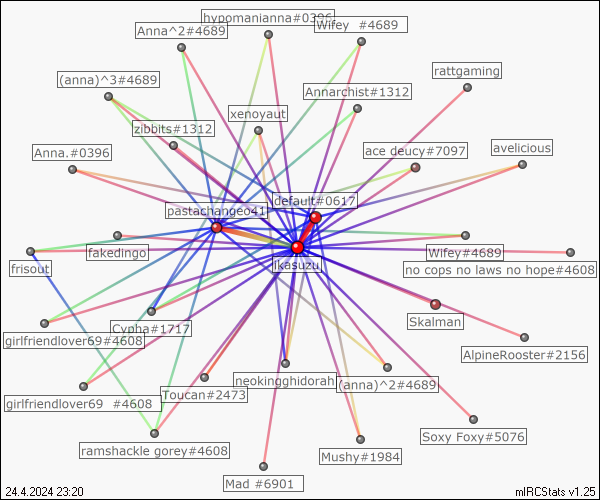 hypomanianna#0396
Wifey #4689
Anna^2#4689
rattgaming
(anna)^3#4689
Annarchist#1312
xenoyaut
zibbits#1312
avelicious
ace deucy#7097
Anna.#0396
default#0617
pastachangeo41
fakedingo
Wifey#4689
ikasuzu
frisout
no cops no laws no hope#4608
Skalman
Cypha#1717
girlfriendlover69#4608
AlpineRooster#2156
neokingghidorah
(anna)^2#4689
Toucan#2473
girlfriendlover69 #4608
Soxy Foxy#5076
ramshackle gorey#4608
Mushy#1984
Mad #6901
24.4.2024 23:20
mIRCStats v1.25